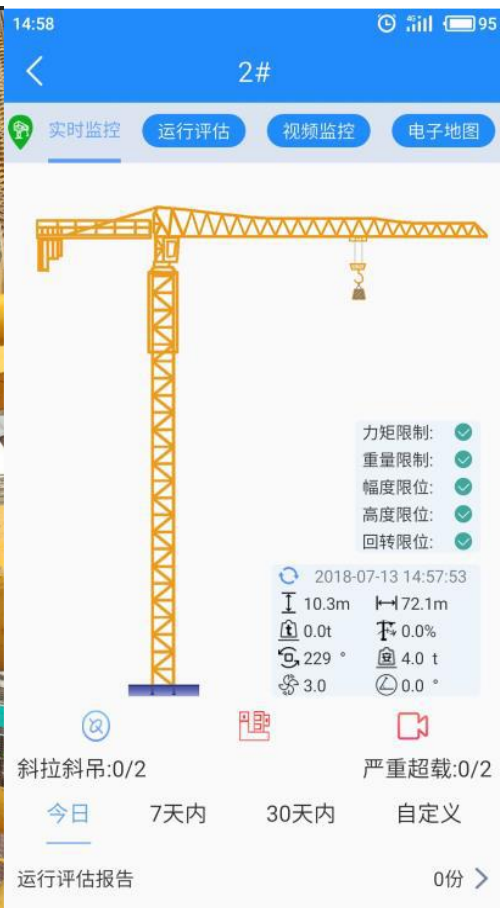 14:58 4G 95
2#
实时监控 运行评估 视频监控 电子地图
力矩限制:
重量限制:
幅度限位:
高度限位:
回转限位:
2018-07-13 14:57:53
10.3m 72.1m
t 0.0t 0.0%
229 ° 4.0 t
3.0 0.0 °
斜拉斜吊:0/2 严重超载:0/2
今日 7天内 30天内 自定义
运行评估报告 0份